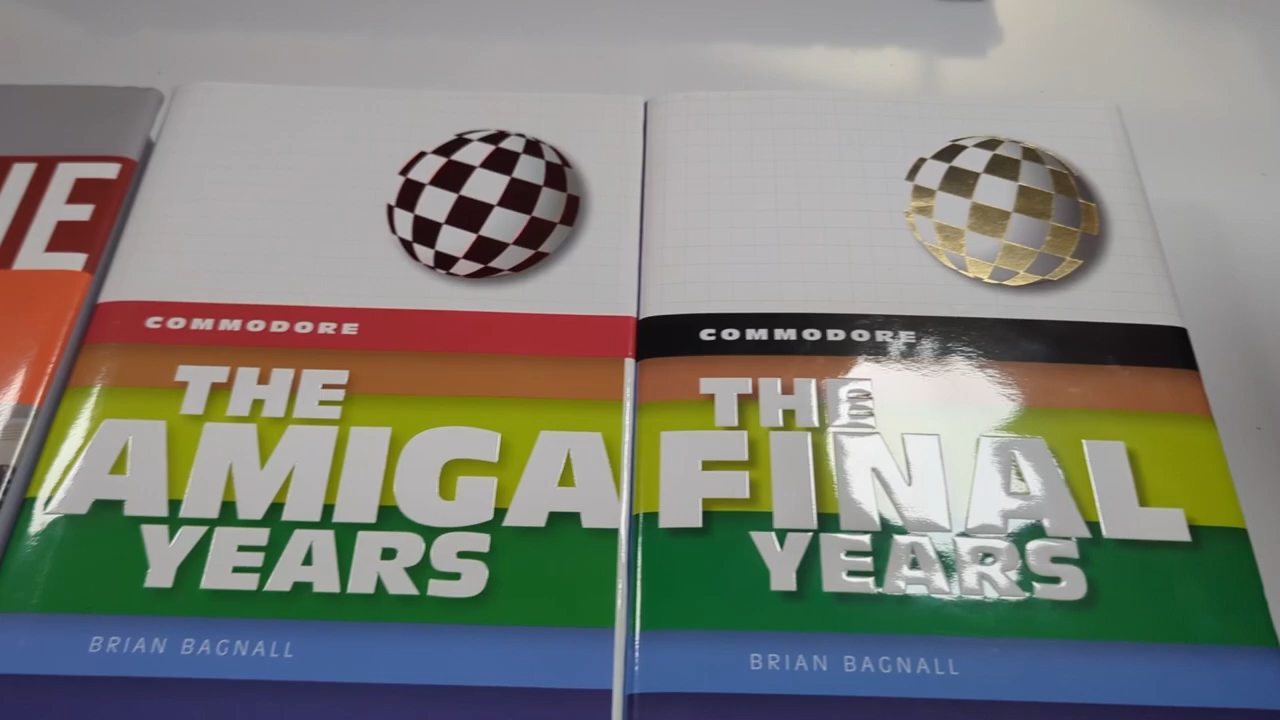 COMMODORE
THE
AMIGA
YEARS
BRIAN BAGNALL
COMMODORE
THE
FINAL
YEARS
BRIAN BAGNALL